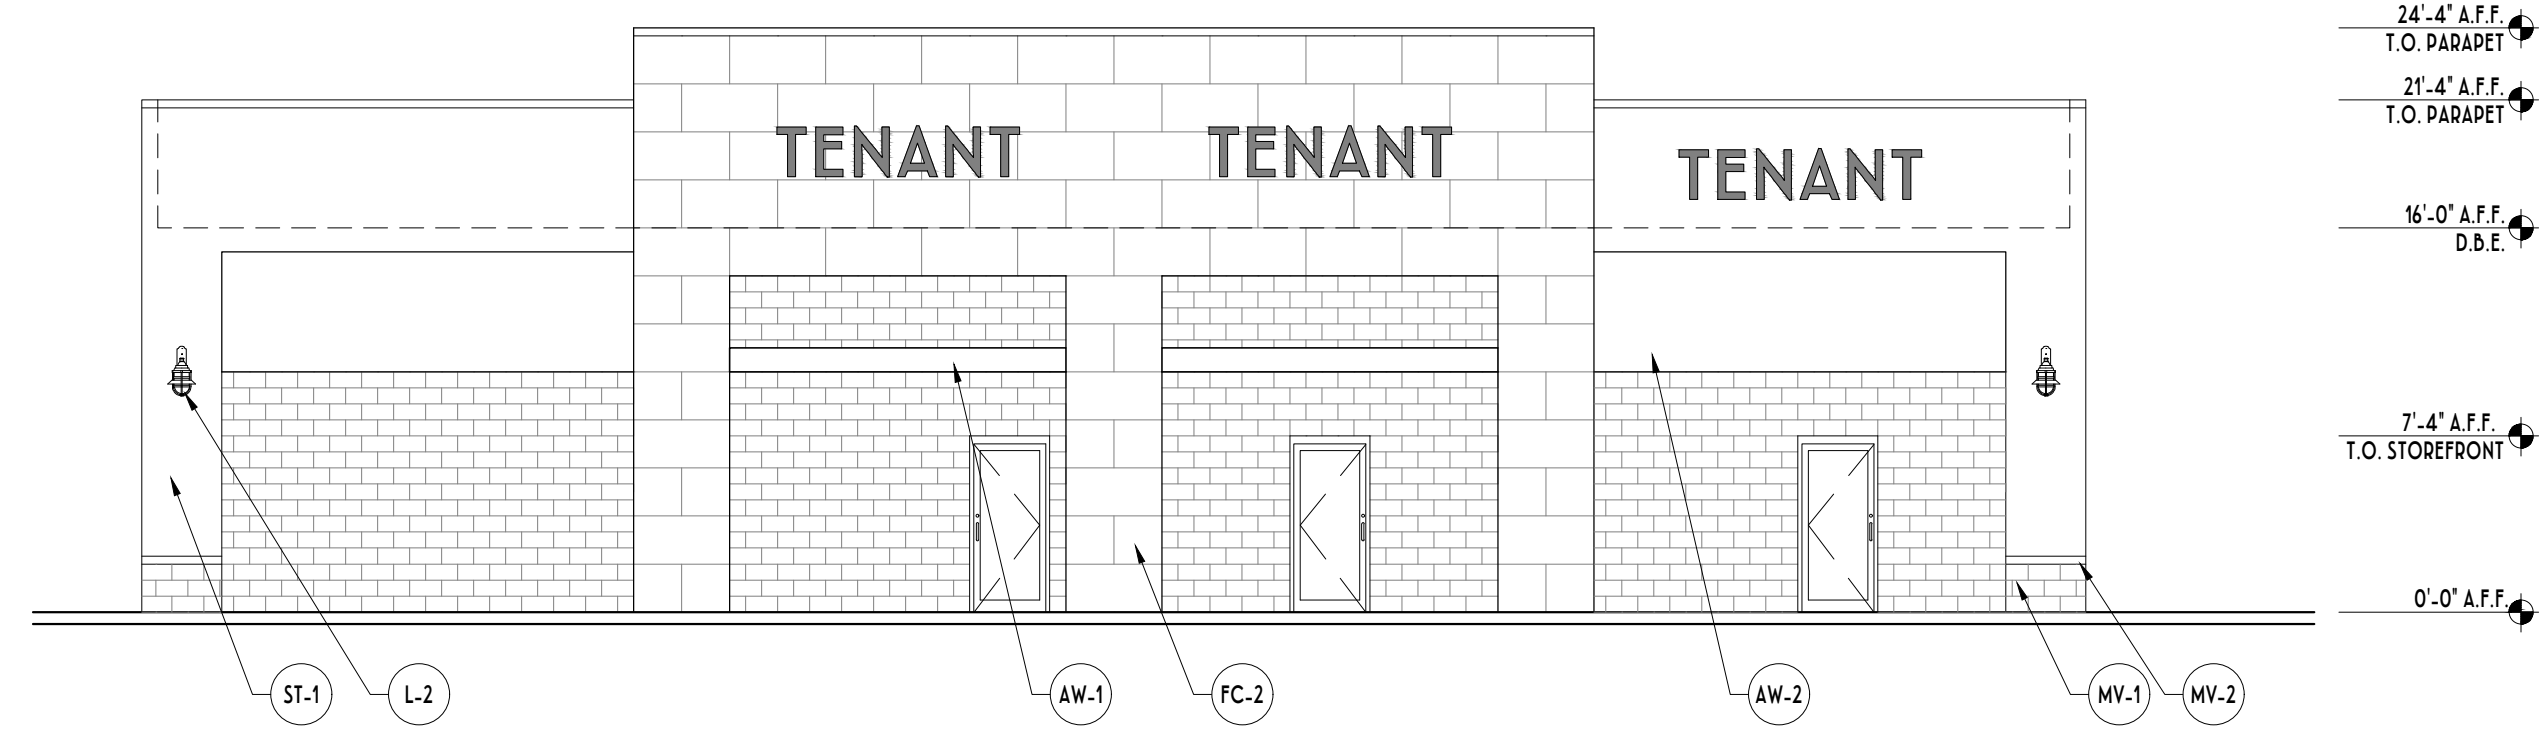 24'-4" A.F.F.
T.O. PARAPET
21'-4" A.F.F.
T.O. PARAPET
TENANT TENANT TENANT
16'-0" A.F.F.
D.B.E.
7'-4" A.F.F.
T.O. STOREFRONT
0'-0" A.F.F.
ST-1 L-2 AW-1 FC-2 AW-2 MV-1 MV-2